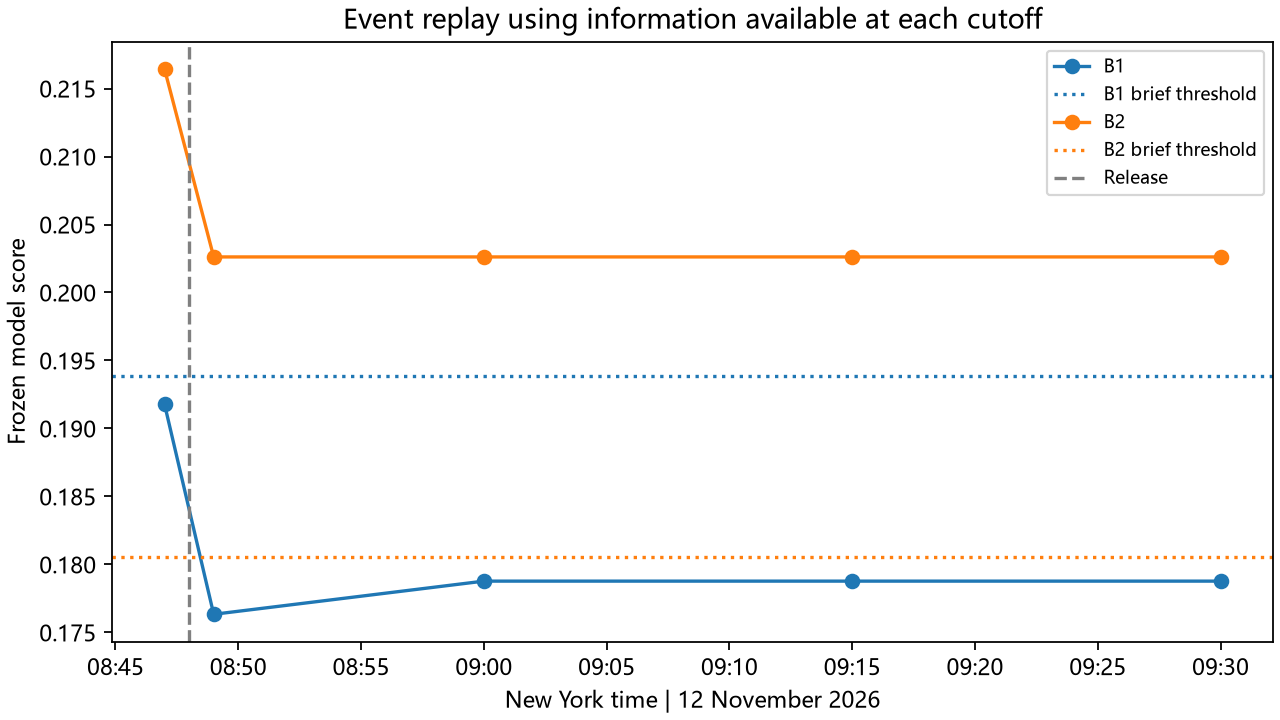 Event replay using information available at each cutoff
B1
B1 brief threshold
B2
B2 brief threshold
Release
Frozen model score
0.215
0.210
0.205
0.200
0.195
0.190
0.185
0.180
0.175
08:45 08:50 08:55 09:00 09:05 09:10 09:15 09:20 09:25 09:30
New York time | 12 November 2026